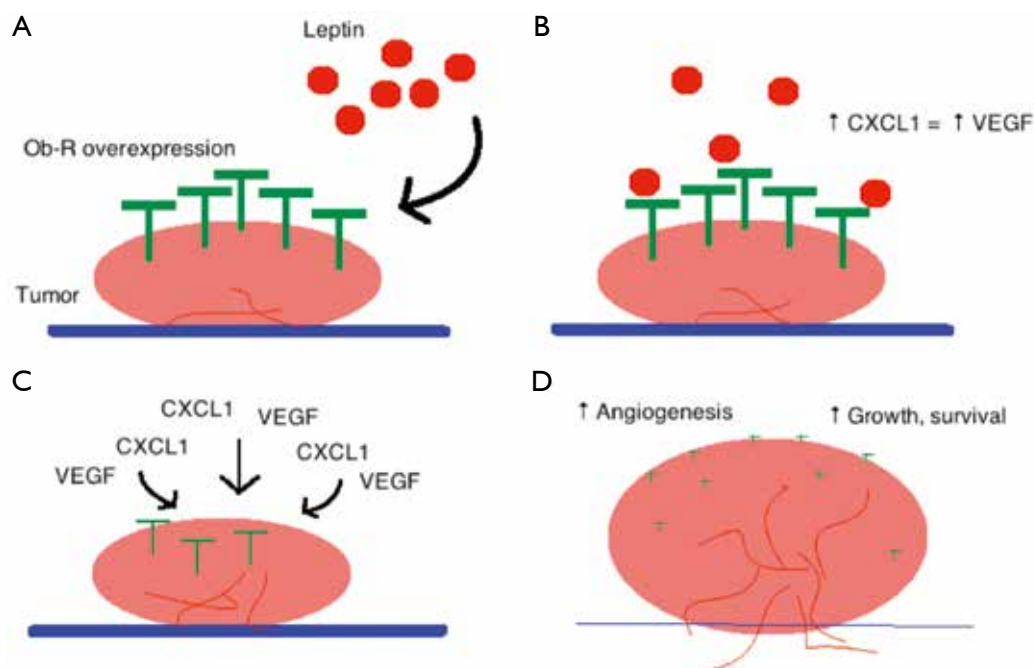 A
Leptin
Ob-R overexpression
Tumor
B
↑ CXCL1 = ↑ VEGF
C
CXCL1
VEGF
CXCL1
CXCL1
VEGF
VEGF
D
↑ Angiogenesis
↑ Growth, survival